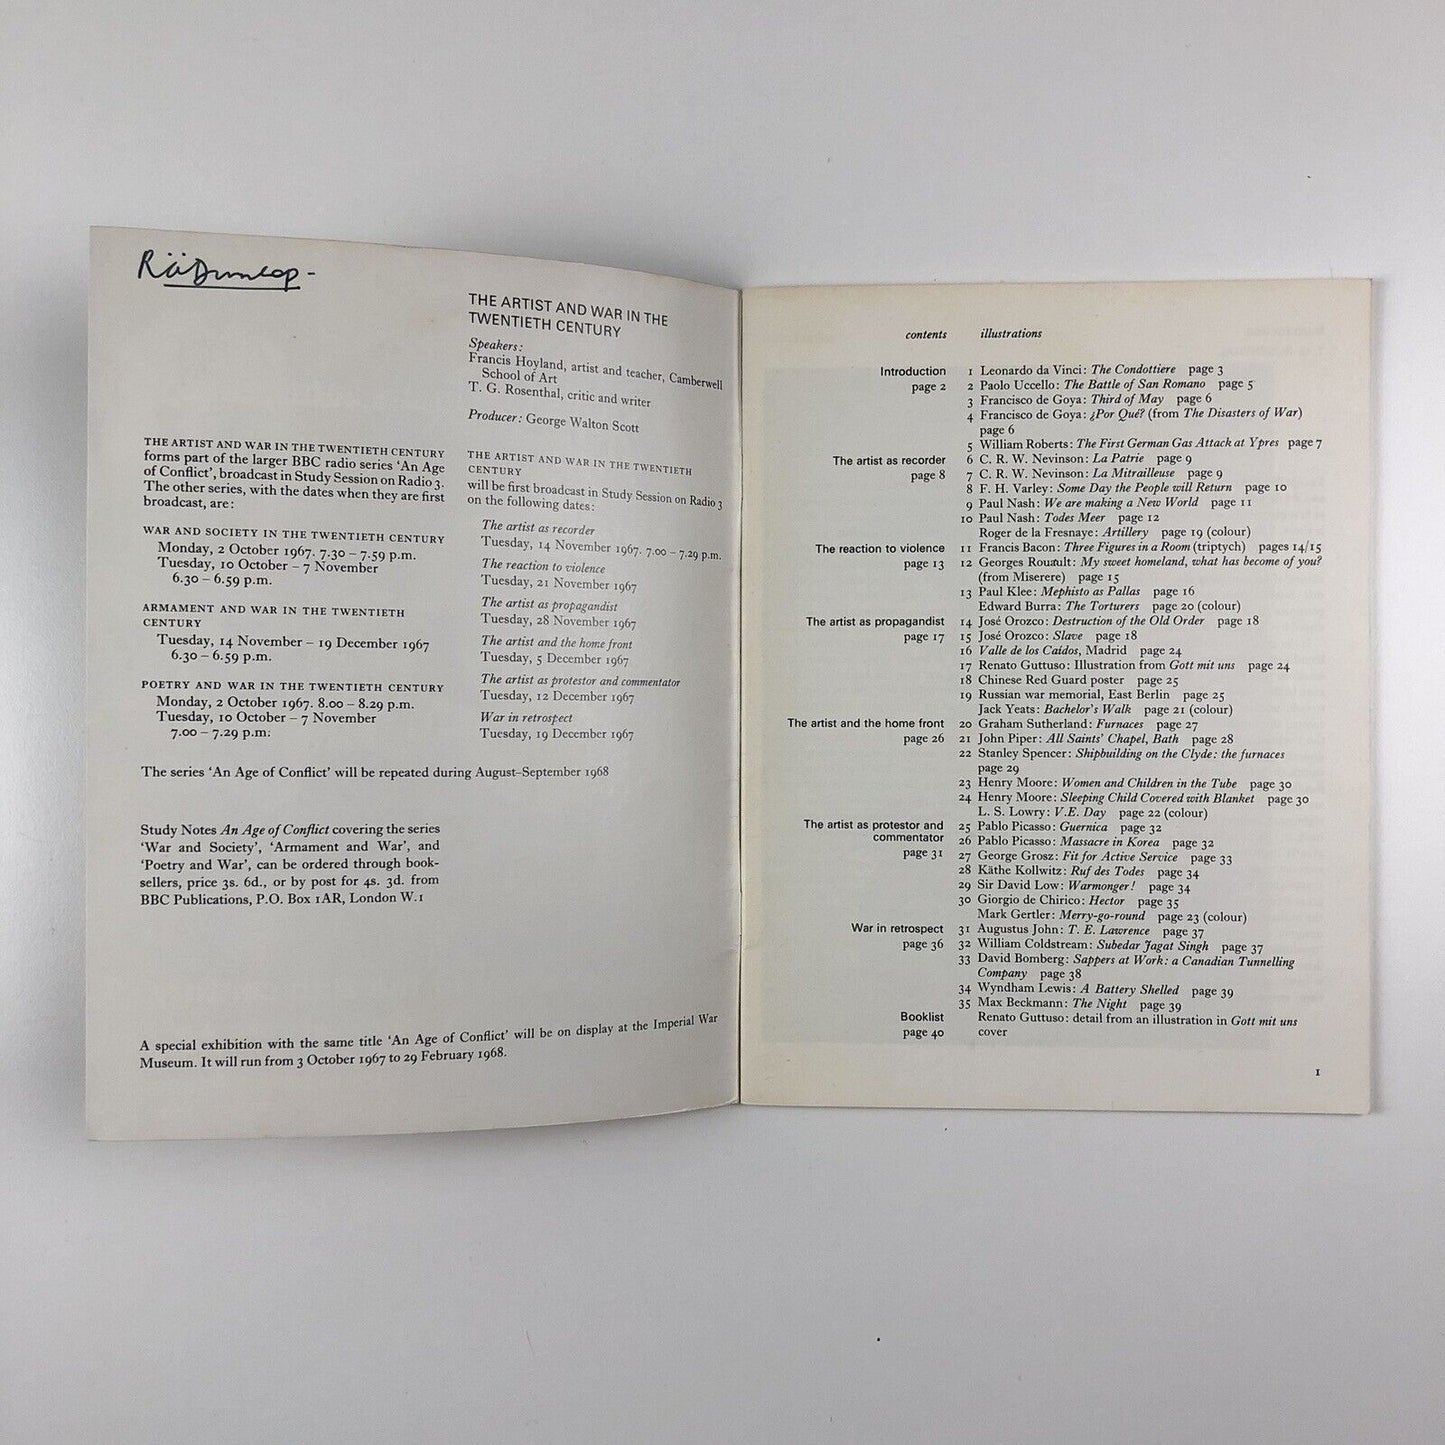 THE ARTIST AND WAR IN THE TWENTIETH CENTURY
forms part of the larger BBC radio series ‘An Age
of Conflict’, broadcast in Study Session on Radio 3.
The other series, with the dates when they are first
broadcast, are:
WAR AND SOCIETY IN THE TWENTIETH CENTURY
Monday, 2 October 1967. 7.30 – 7.59 p.m.
Tuesday, 10 October – 7 November
6.30 – 6.59 p.m.
ARMAMENT AND WAR IN THE TWENTIETH
CENTURY
Tuesday, 14 November – 19 December 1967
6.30 – 6.59 p.m.
POETRY AND WAR IN THE TWENTIETH CENTURY
Monday, 2 October 1967. 8.00 – 8.29 p.m.
Tuesday, 10 October – 7 November
7.00 – 7.29 p.m.
THE ARTIST AND WAR IN THE
TWENTIETH CENTURY
Speakers:
Francis Hoyland, artist and teacher, Camberwell
School of Art
T. G. Rosenthal, critic and writer
Producer: George Walton Scott
THE ARTIST AND WAR IN THE TWENTIETH
CENTURY
will be first broadcast in Study Session on Radio 3
on the following dates:
The artist as recorder
Tuesday, 14 November 1967. 7.00 – 7.29 p.m.
The reaction to violence
Tuesday, 21 November 1967
The artist as propagandist
Tuesday, 28 November 1967
The artist and the home front
Tuesday, 5 December 1967
The artist as protestor and commentator
Tuesday, 12 December 1967
War in retrospect
Tuesday, 19 December 1967
The series ‘An Age of Conflict’ will be repeated during August–September 1968
Study Notes An Age of Conflict covering the series
‘War and Society’, ‘Armament and War’, and
‘Poetry and War’, can be ordered through book-
sellers, price 3s. 6d., or by post for 4s. 3d. from
BBC Publications, P.O. Box 1AR, London W.1
A special exhibition with the same title ‘An Age of Conflict’ will be on display at the Imperial War
Museum. It will run from 3 October 1967 to 29 February 1968.
contents illustrations
Introduction 1 Leonardo da Vinci: The Condottiere page 3
page 2 2 Paolo Uccello: The Battle of San Romano page 5
3 Francisco de Goya: Third of May page 6
4 Francisco de Goya: ¿Por Qué? (from The Disasters of War)
page 6
5 William Roberts: The First German Gas Attack at Ypres page 7
The artist as recorder 6 C. R. W. Nevinson: La Patrie page 9
page 8 7 C. R. W. Nevinson: La Mitrailleuse page 9
8 F. H. Varley: Some Day the People will Return page 10
9 Paul Nash: We are making a New World page 11
10 Paul Nash: Todes Meer page 12
Roger de la Fresnaye: Artillery page 19 (colour)
The reaction to violence 11 Francis Bacon: Three Figures in a Room (triptych) pages 14/15
page 13 12 Georges Rouault: My sweet homeland, what has become of you?
(from Miserere) page 15
13 Paul Klee: Mephisto as Pallas page 16
Edward Burra: The Torturers page 20 (colour)
The artist as propagandist 14 José Orozco: Destruction of the Old Order page 18
page 17 15 José Orozco: Slave page 18
16 Valle de los Caídos, Madrid page 24
17 Renato Guttuso: Illustration from Gott mit uns page 24
18 Chinese Red Guard poster page 25
19 Russian war memorial, East Berlin page 25
Jack Yeats: Bachelor's Walk page 21 (colour)
The artist and the home front 20 Graham Sutherland: Furnaces page 27
page 26 21 John Piper: All Saints' Chapel, Bath page 28
22 Stanley Spencer: Shipbuilding on the Clyde: the furnaces
page 29
23 Henry Moore: Women and Children in the Tube page 30
24 Henry Moore: Sleeping Child Covered with Blanket page 30
L. S. Lowry: V.E. Day page 22 (colour)
The artist as protestor and 25 Pablo Picasso: Guernica page 32
commentator 26 Pablo Picasso: Massacre in Korea page 32
page 31 27 George Grosz: Fit for Active Service page 33
28 Käthe Kollwitz: Ruf des Todes page 34
29 Sir David Low: Warmonger! page 34
30 Giorgio de Chirico: Hector page 35
Mark Gertler: Merry-go-round page 23 (colour)
War in retrospect 31 Augustus John: T. E. Lawrence page 37
page 36 32 William Coldstream: Subedar Jagat Singh page 37
33 David Bomberg: Sappers at Work: a Canadian Tunnelling
Company page 38
34 Wyndham Lewis: A Battery Shelled page 39
35 Max Beckmann: The Night page 39
Booklist Renato Guttuso: detail from an illustration in Gott mit uns
page 40 cover
1